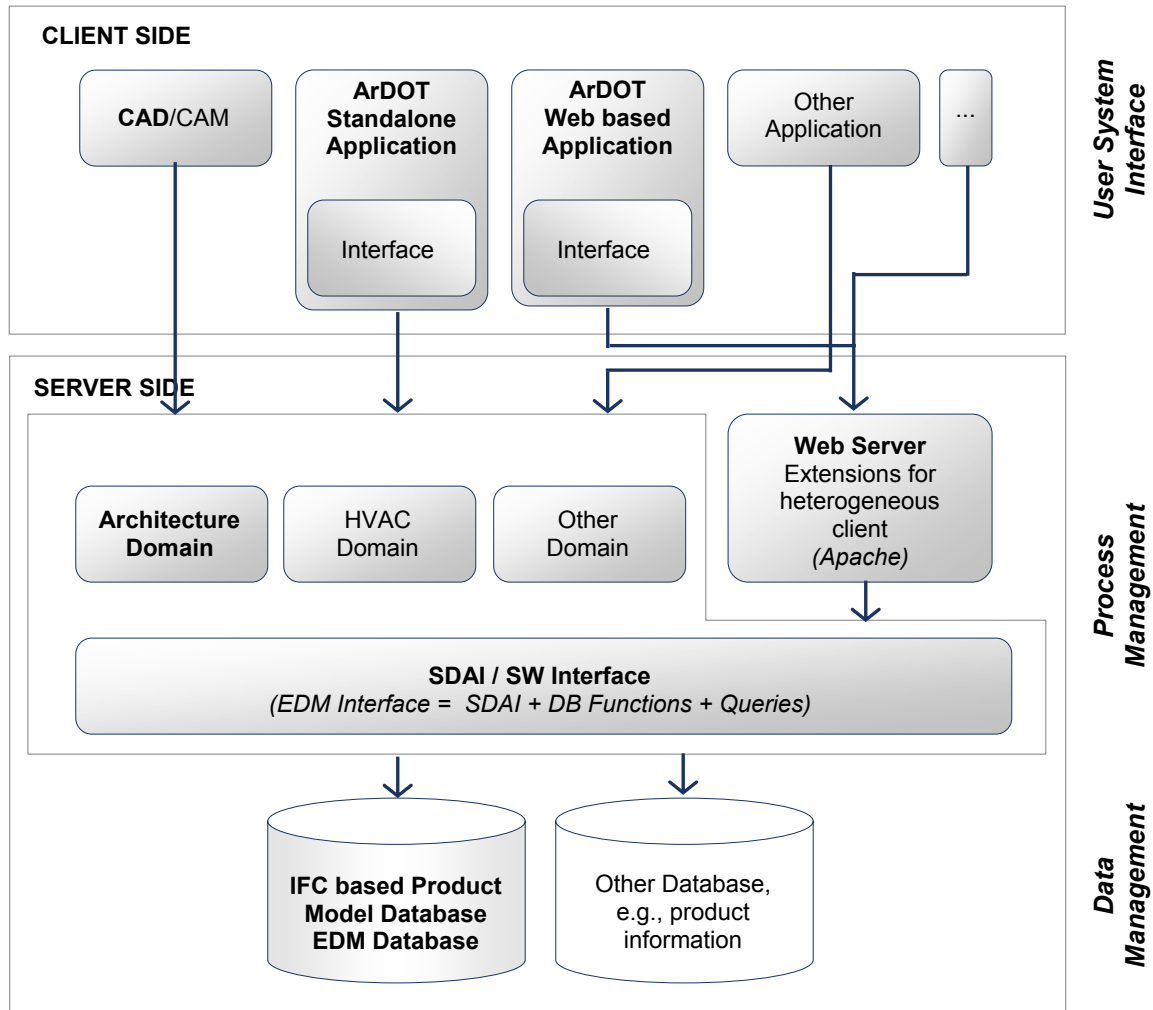 CLIENT SIDE
CAD/CAM
ArDOT
Standalone
Application
Interface
ArDOT
Web based
Application
Interface
Other
Application
...
User System
Interface
SERVER SIDE
Architecture
Domain
HVAC
Domain
Other
Domain
Web Server
Extensions for
heterogeneous
client
(Apache)
Process
Management
SDAI / SW Interface
(EDM Interface = SDAI + DB Functions + Queries)
IFC based Product
Model Database
EDM Database
Other Database,
e.g., product
information
Data
Management